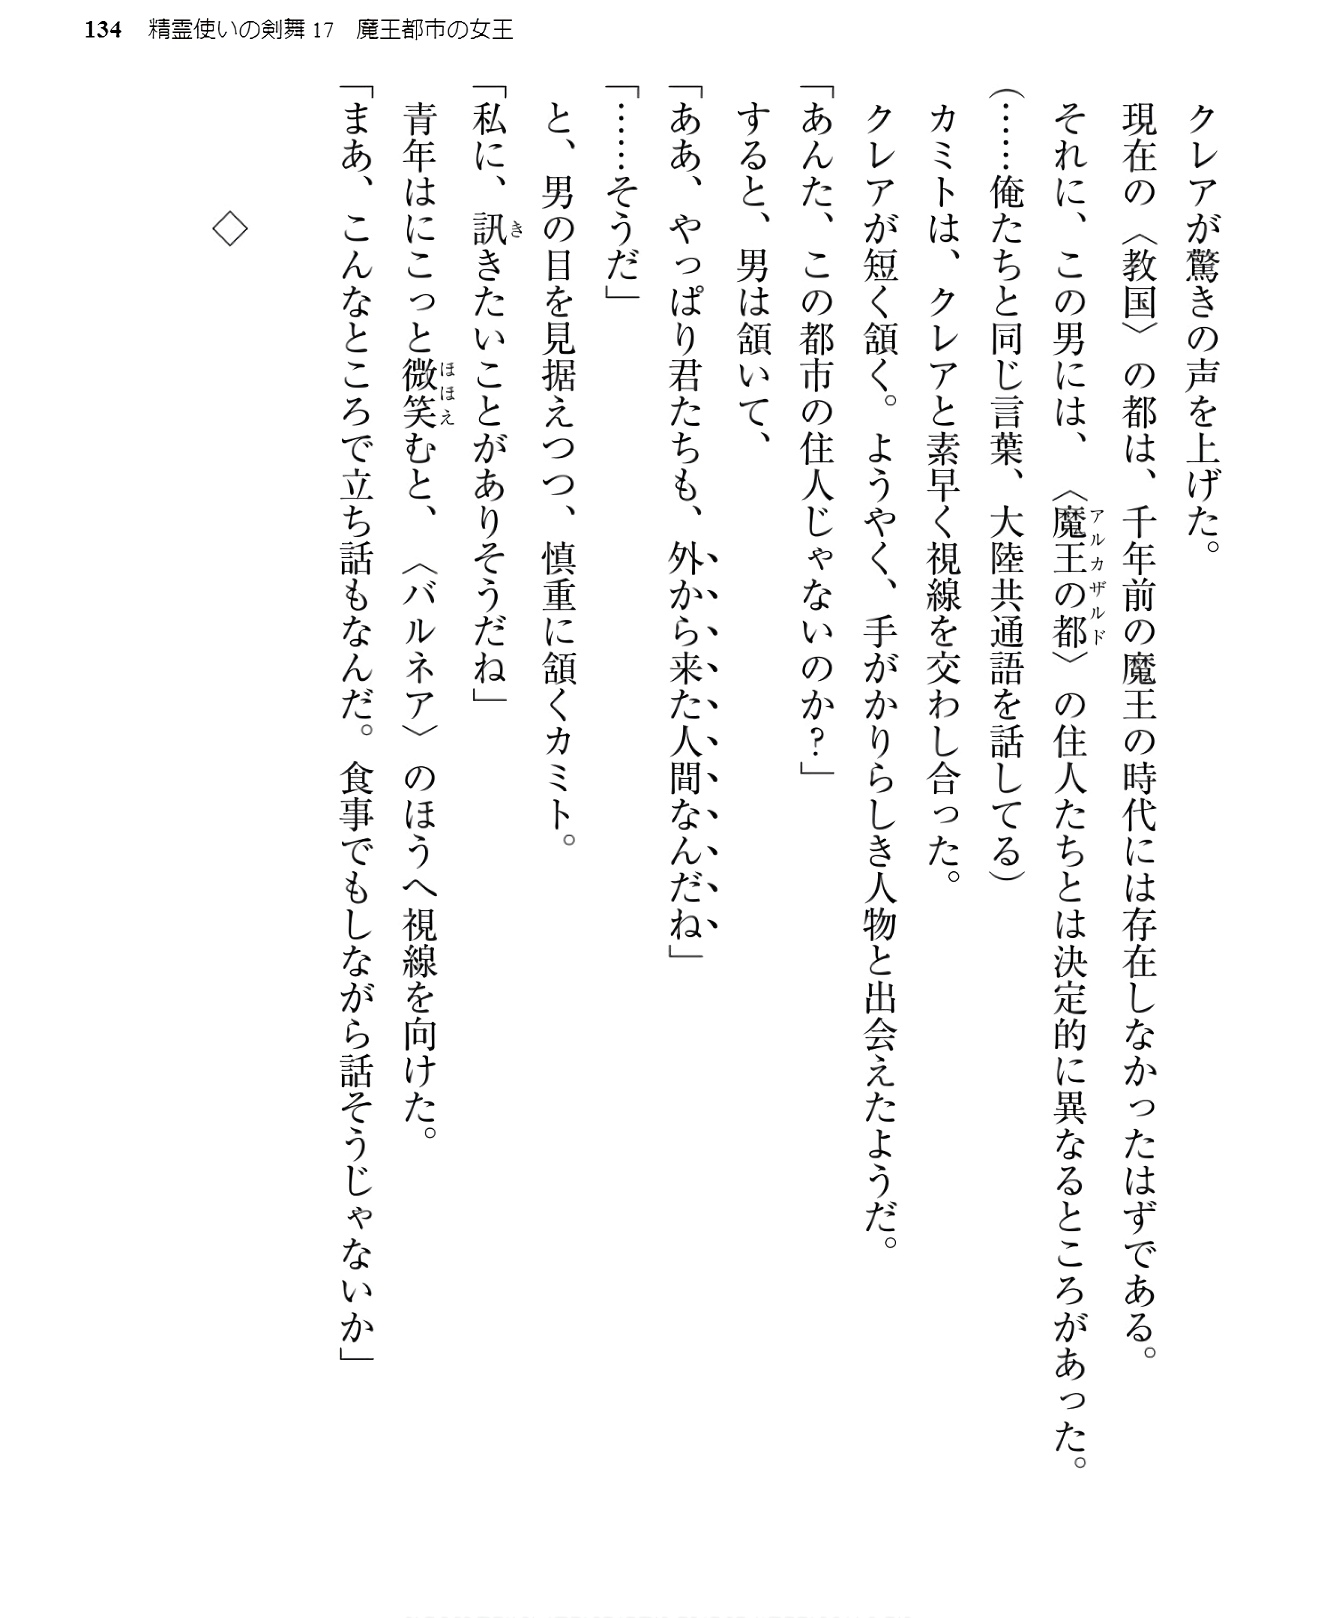 134 精霊使いの剣舞17 魔王都市の女王
クレアが驚きの声を上げた。
現在の〈教国〉の都は、千年前の魔王の時代には存在しなかったはずである。
それに、この男には、〈魔王の都〉の住人たちとは決定的に異なるところがあった。
アルカザルド
(……俺たちと同じ言葉、大陸共通語を話してる)
カミトは、クレアと素早く視線を交わし合った。
クレアが短く頷く。ようやく、手がかりらしき人物と出会えたようだ。
「あんた、この都市の住人じゃないのか?」
すると、男は頷いて、
「ああ、やっぱり君たちも、外から来た人間なんだね」
「……そうだ」
と、男の目を見据えつつ、慎重に頷くカミト。
「私に、訊きたいことがありそうだね」
き
青年はにこっと微笑むと、〈バルネア〉のほうへ視線を向けた。
ほほえ
「まあ、こんなところで立ち話もなんだ。食事でもしながら話そうじゃないか」
◇